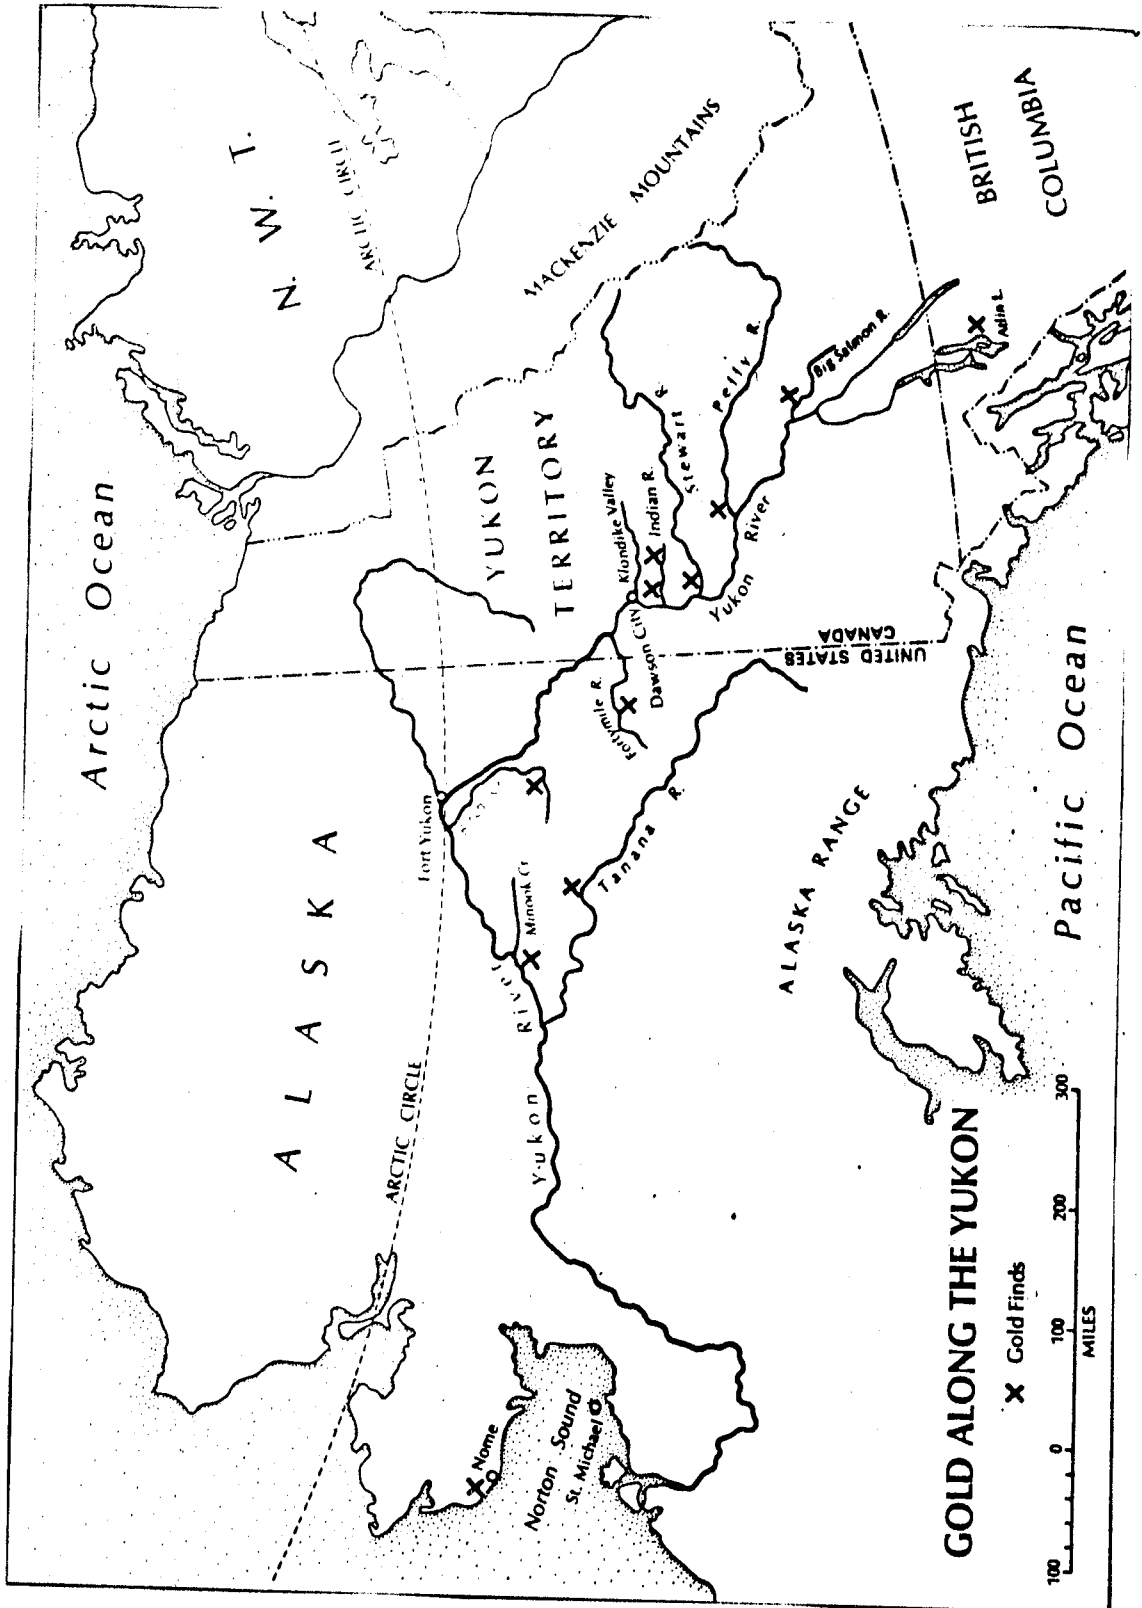 Arctic Ocean
N. W. T.
ARCTIC CIRCLE
ALASKA
ARCTIC CIRCLE
Fort Yukon
YUKON
TERRITORY
MACKENZIE MOUNTAINS
Nome
Norton Sound
St. Michael
Yukon
River
Minook Cr.
Tanana R.
Fortymile R.
Dawson City
Klondike Valley
Indian R.
Stewart R.
Pelly R.
Yukon
River
Big Salmon R.
Atlin L.
UNITED STATES
CANADA
BRITISH
COLUMBIA
ALASKA RANGE
Pacific Ocean
GOLD ALONG THE YUKON
X Gold Finds
100 0 100 200 300
MILES